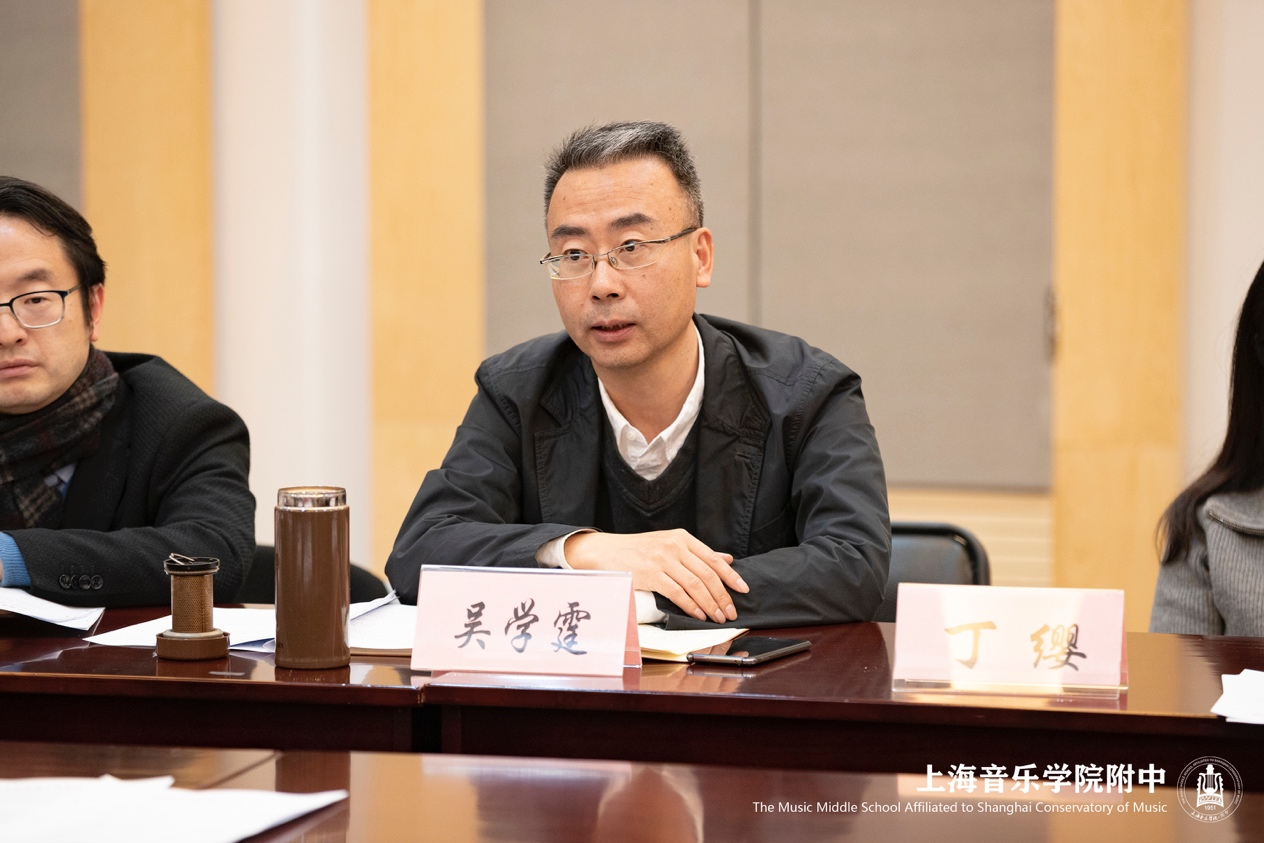 吴学霆
丁缨
上海音乐学院附中
The Music Middle School Affiliated to Shanghai Conservatory of Music
1951